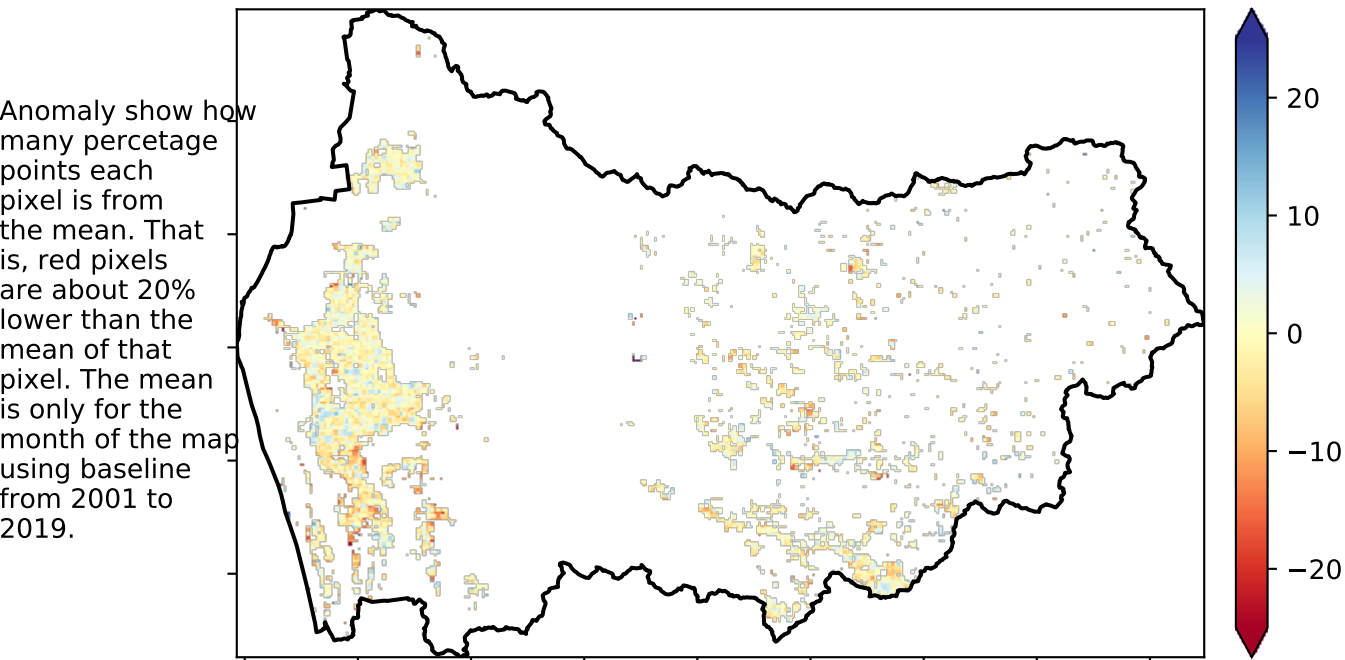 Anomaly show how
many percetage
points each
pixel is from
the mean. That
is, red pixels
are about 20%
lower than the
mean of that
pixel. The mean
is only for the
month of the map
using baseline
from 2001 to
2019.
20
10
0
−10
−20